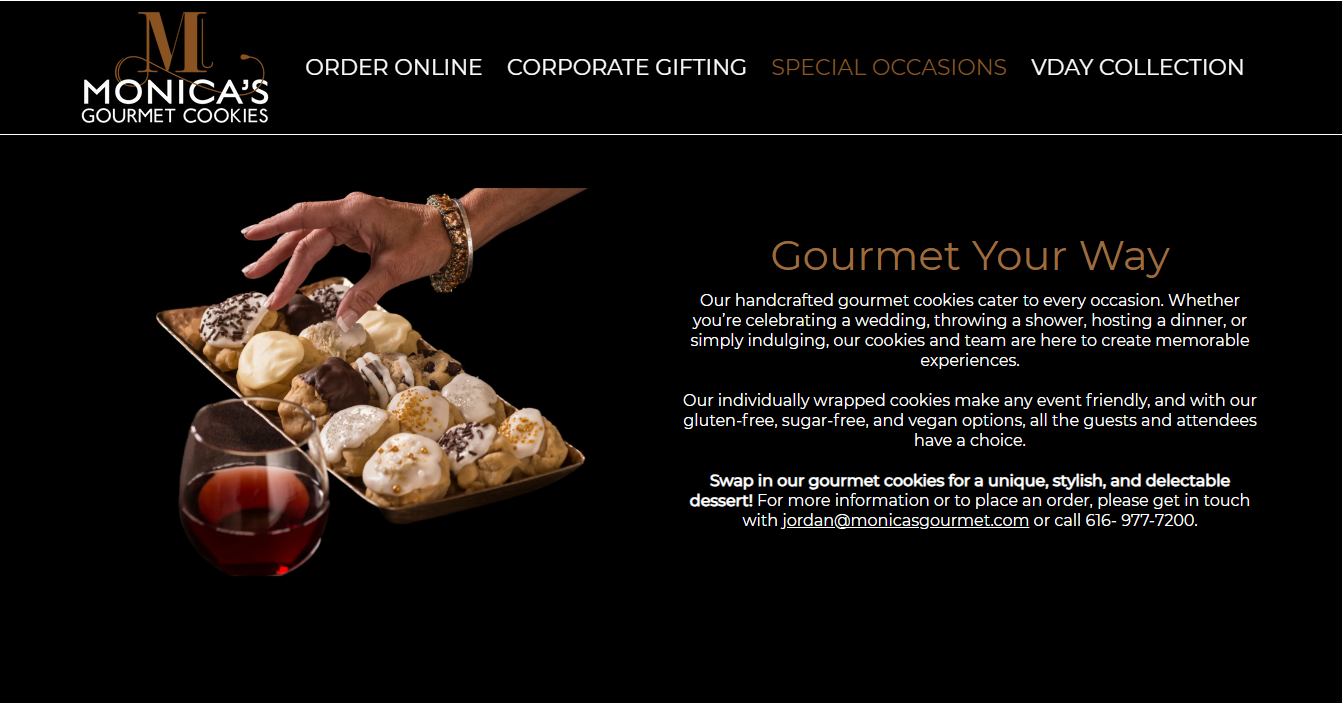 M
MONICA'S
GOURMET COOKIES
ORDER ONLINE CORPORATE GIFTING SPECIAL OCCASIONS VDAY COLLECTION
Gourmet Your Way
Our handcrafted gourmet cookies cater to every occasion. Whether
you're celebrating a wedding, throwing a shower, hosting a dinner, or
simply indulging, our cookies and team are here to create memorable
experiences.
Our individually wrapped cookies make any event friendly, and with our
gluten-free, sugar-free, and vegan options, all the guests and attendees
have a choice.
Swap in our gourmet cookies for a unique, stylish, and delectable
dessert! For more information or to place an order, please get in touch
with jordan@monicasgourmet.com or call 616- 977-7200.